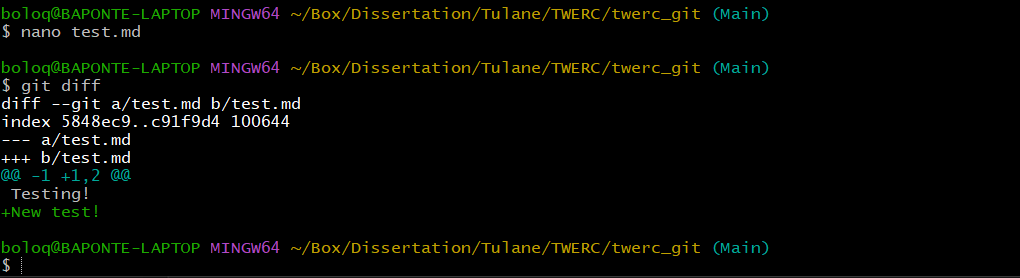 boloq@BAPONTE-LAPTOP MINGW64 ~/Box/Dissertation/Tulane/TWERC/twerc_git (Main)
$ nano test.md
boloq@BAPONTE-LAPTOP MINGW64 ~/Box/Dissertation/Tulane/TWERC/twerc_git (Main)
$ git diff
diff --git a/test.md b/test.md
index 5848ec9..c91f9d4 100644
--- a/test.md
+++ b/test.md
@@ -1 +1,2 @@
 Testing!
+New test!
boloq@BAPONTE-LAPTOP MINGW64 ~/Box/Dissertation/Tulane/TWERC/twerc_git (Main)
$